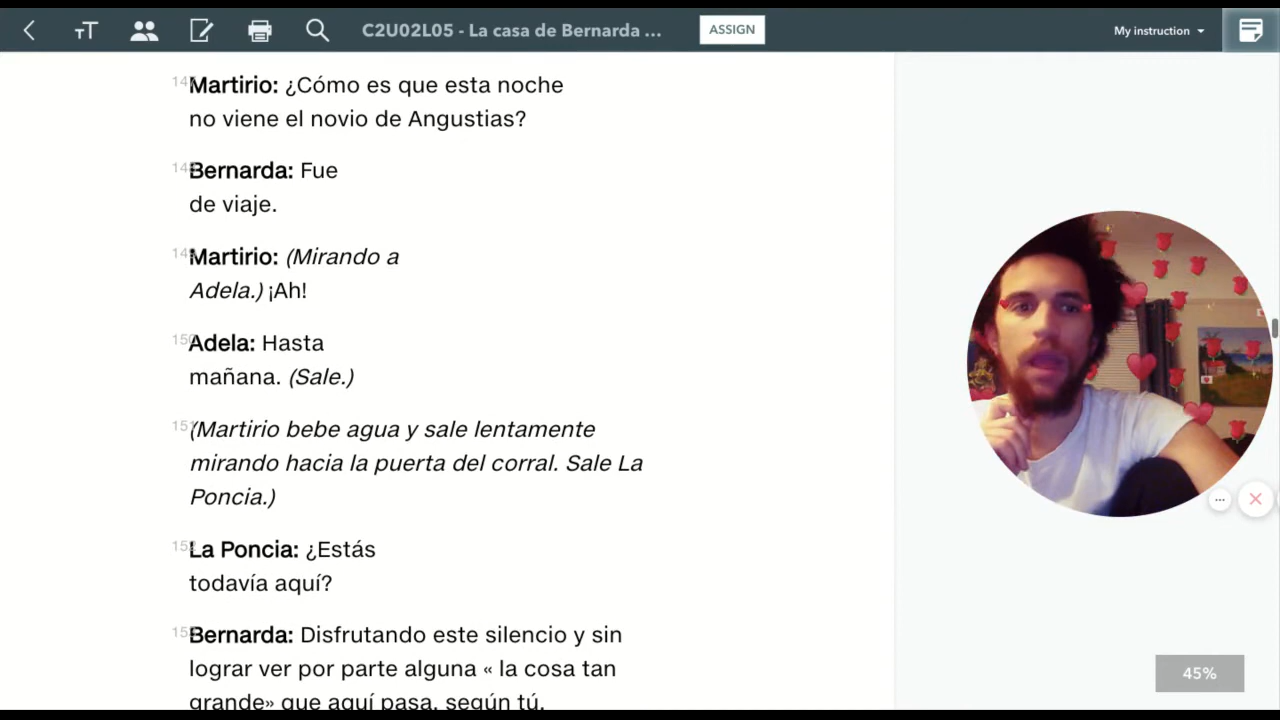 C2U02L05 - La casa de Bernarda ...
ASSIGN
My instruction
Martirio: ¿Cómo es que esta noche
no viene el novio de Angustias?
Bernarda: Fue
de viaje.
Martirio: (Mirando a
Adela.) ¡Ah!
150
Adela: Hasta
mañana. (Sale.)
(Martirio bebe agua y sale lentamente
mirando hacia la puerta del corral. Sale La
Poncia.)
La Poncia: ¿Estás
todavía aquí?
Bernarda: Disfrutando este silencio y sin
lograr ver por parte alguna « la cosa tan
grande» que aquí pasa, según tú.
45%